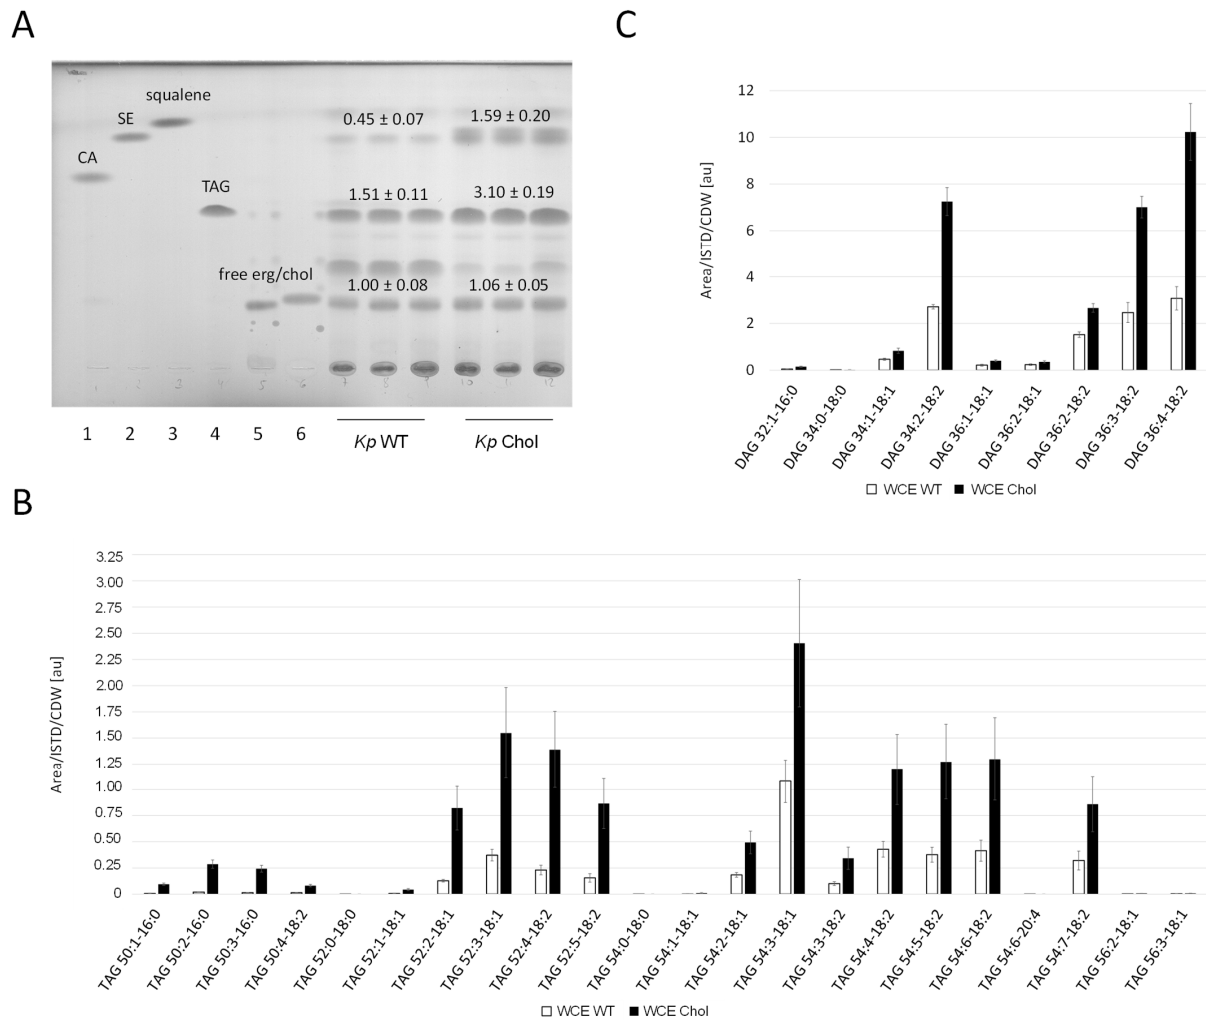 A
squalene
SE
CA
TAG
free erg/chol
0.45 ± 0.07
1.59 ± 0.20
1.51 ± 0.11
3.10 ± 0.19
1.00 ± 0.08
1.06 ± 0.05
1 2 3 4 5 6
Kp WT
Kp Chol
C
Area/ISTD/CDW [au]
12
10
8
6
4
2
0
DAG 32:1-16:0
DAG 34:0-18:0
DAG 34:1-18:1
DAG 34:2-18:2
DAG 36:1-18:1
DAG 36:2-18:1
DAG 36:2-18:2
DAG 36:3-18:2
DAG 36:4-18:2
WCE WT WCE Chol
B
Area/ISTD/CDW [au]
3.25
3.00
2.75
2.50
2.25
2.00
1.75
1.50
1.25
1.00
0.75
0.50
0.25
0
TAG 50:1-16:0
TAG 50:2-16:0
TAG 50:3-16:0
TAG 50:4-18:2
TAG 52:0-18:0
TAG 52:1-18:1
TAG 52:2-18:1
TAG 52:3-18:1
TAG 52:4-18:2
TAG 52:5-18:2
TAG 54:0-18:0
TAG 54:1-18:1
TAG 54:2-18:1
TAG 54:3-18:1
TAG 54:3-18:2
TAG 54:4-18:2
TAG 54:5-18:2
TAG 54:6-18:2
TAG 54:6-20:4
TAG 54:7-18:2
TAG 56:2-18:1
TAG 56:3-18:1
WCE WT WCE Chol